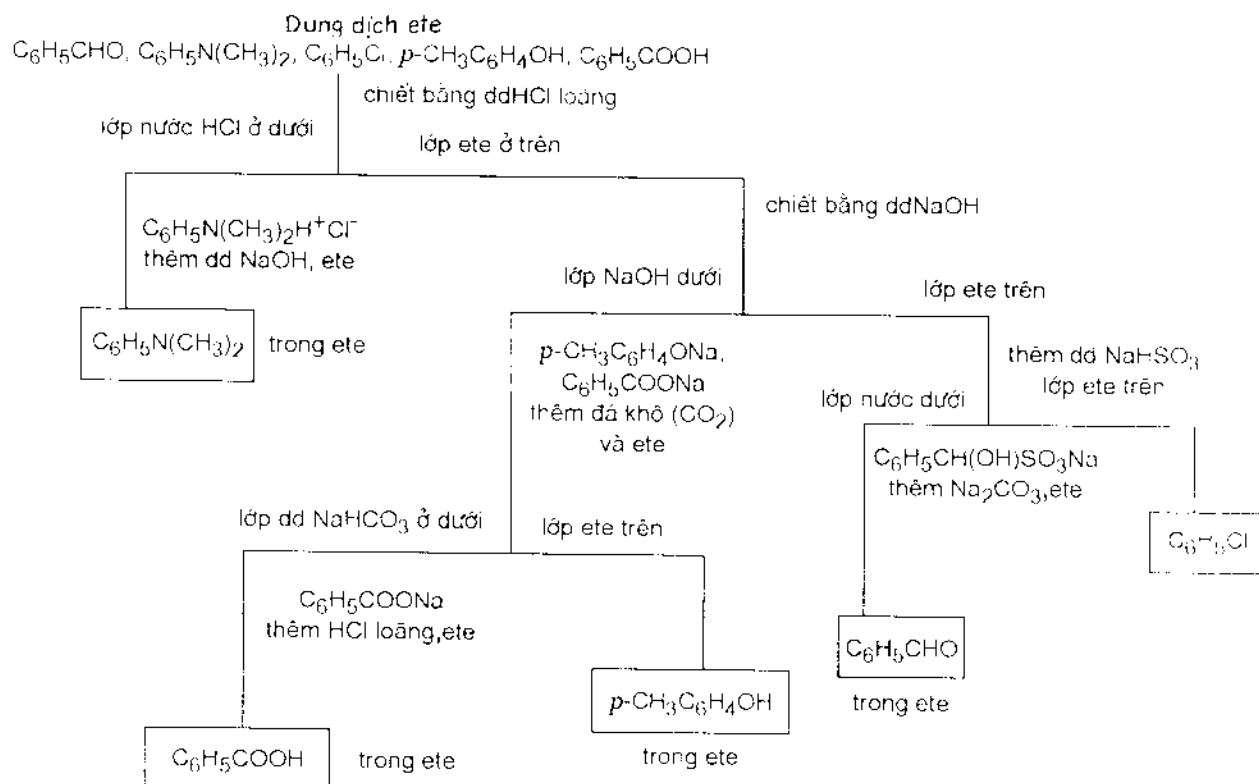 Dung dịch ete
C₆H₅CHO, C₆H₅N(CH₃)₂, C₆H₅Cl, p-CH₃C₆H₄OH, C₆H₅COOH
chiết bằng ddHCl loãng
lớp nước HCl ở dưới
lớp ete ở trên
chiết bằng ddNaOH
C₆H₅N(CH₃)₂H⁺Cl⁻
thêm dd NaOH, ete
lớp NaOH dưới
lớp ete trên
C₆H₅N(CH₃)₂
trong ete
p-CH₃C₆H₄ONa,
C₆H₅COONa
thêm đá khô (CO₂)
và ete
thêm dd NaHSO₃
lớp ete trên
lớp nước dưới
C₆H₅CH(OH)SO₃Na
thêm Na₂CO₃,ete
lớp dd NaHCO₃ ở dưới
lớp ete trên
C₆H₅Cl
C₆H₅COONa
thêm HCl loãng,ete
C₆H₅CHO
trong ete
p-CH₃C₆H₄OH
trong ete
C₆H₅COOH
trong ete